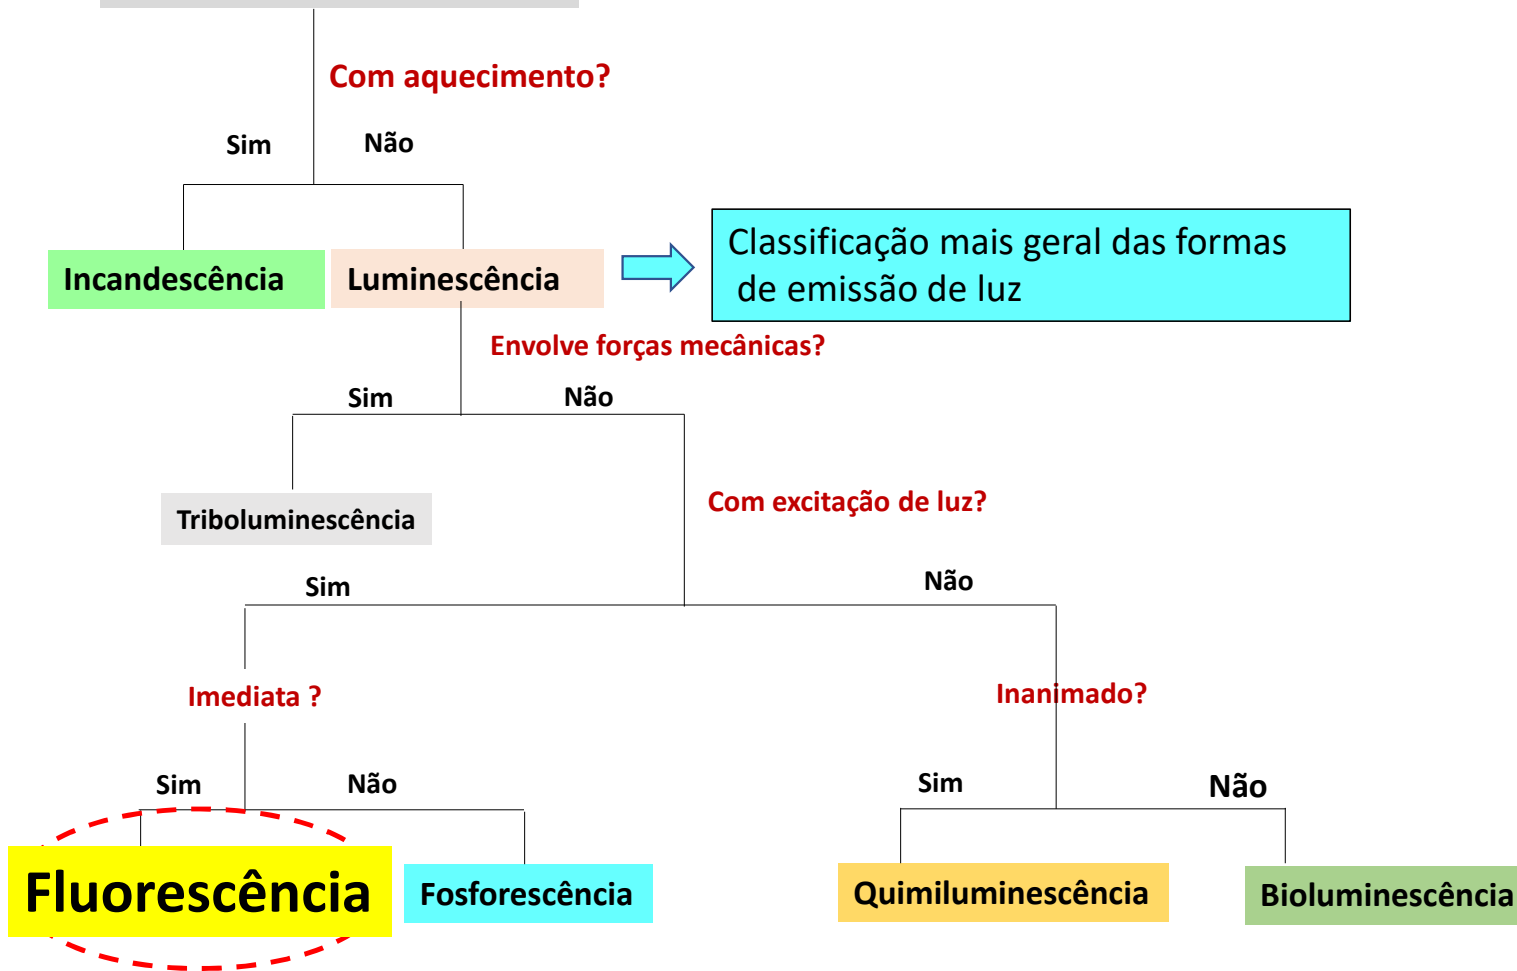 Com aquecimento?
Sim
Não
Incandescência
Luminescência
Classificação mais geral das formas
de emissão de luz
Envolve forças mecânicas?
Sim
Não
Triboluminescência
Com excitação de luz?
Sim
Não
Imediata ?
Inanimado?
Sim
Não
Sim
Não
Fluorescência
Fosforescência
Quimiluminescência
Bioluminescência